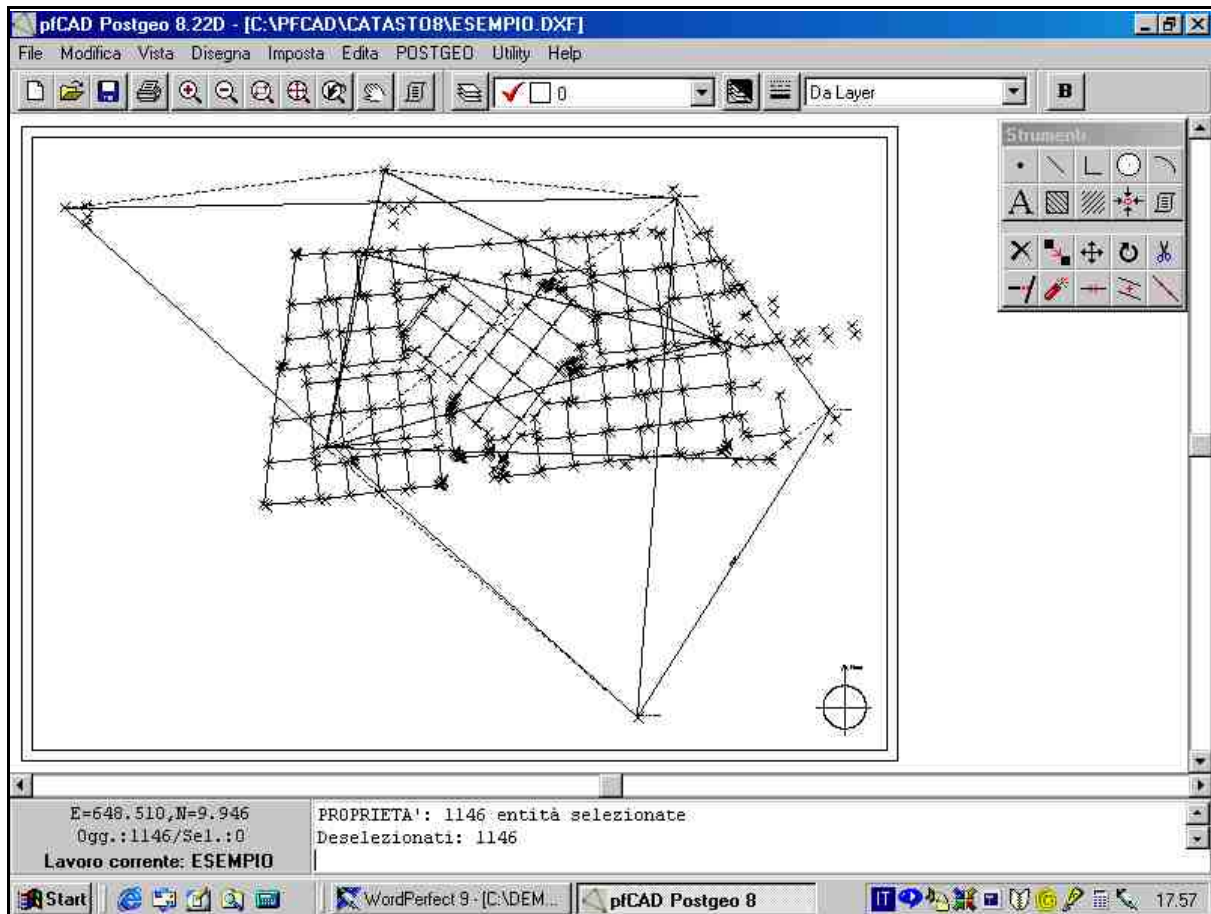 pfCAD Postgeo 8.22D - [C:\PFCAD\CATASTO8\ESEMPIO.DXF]
File Modifica Vista Disegna Imposta Edita POSTGEO Utility Help
0 Da Layer B
Strumenti
A
E=648.510,N=9.946
Ogg.:1146/Sel.:0
Lavoro corrente: ESEMPIO
PROPRIETA': 1146 entità selezionate
Deselezionati: 1146
Start WordPerfect 9 - [C:\DEM... pfCAD Postgeo 8 IT 17.57